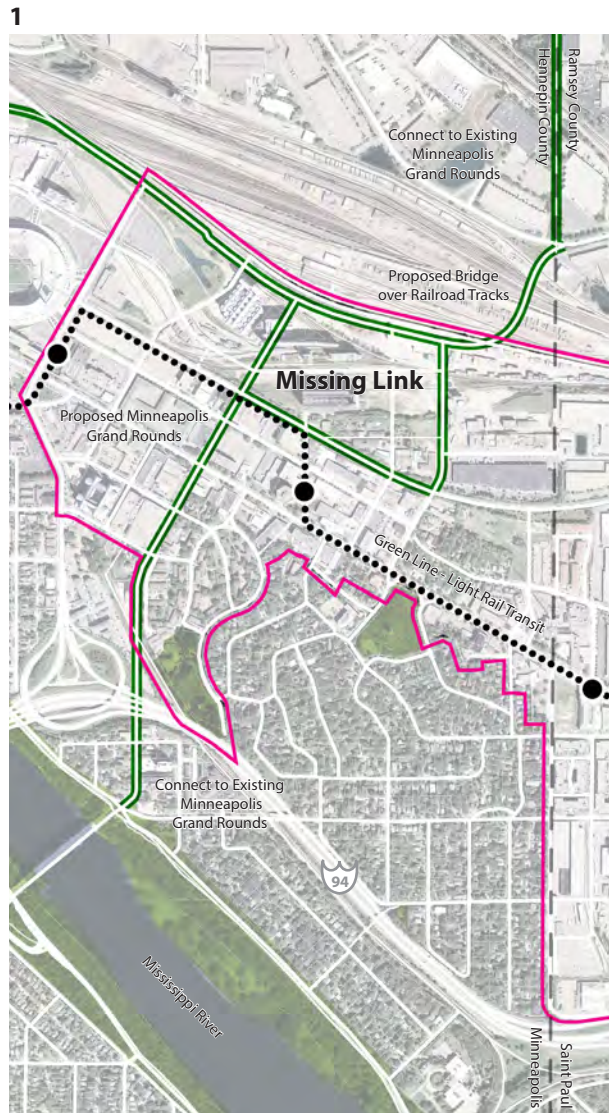 1
Ramsey County
Hennepin County
Connect to Existing
Minneapolis
Grand Rounds
Proposed Bridge
over Railroad Tracks
Missing Link
Proposed Minneapolis
Grand Rounds
Green Line - Light Rail Transit
Connect to Existing
Minneapolis
Grand Rounds
94
Mississippi River
Saint Paul
Minneapolis